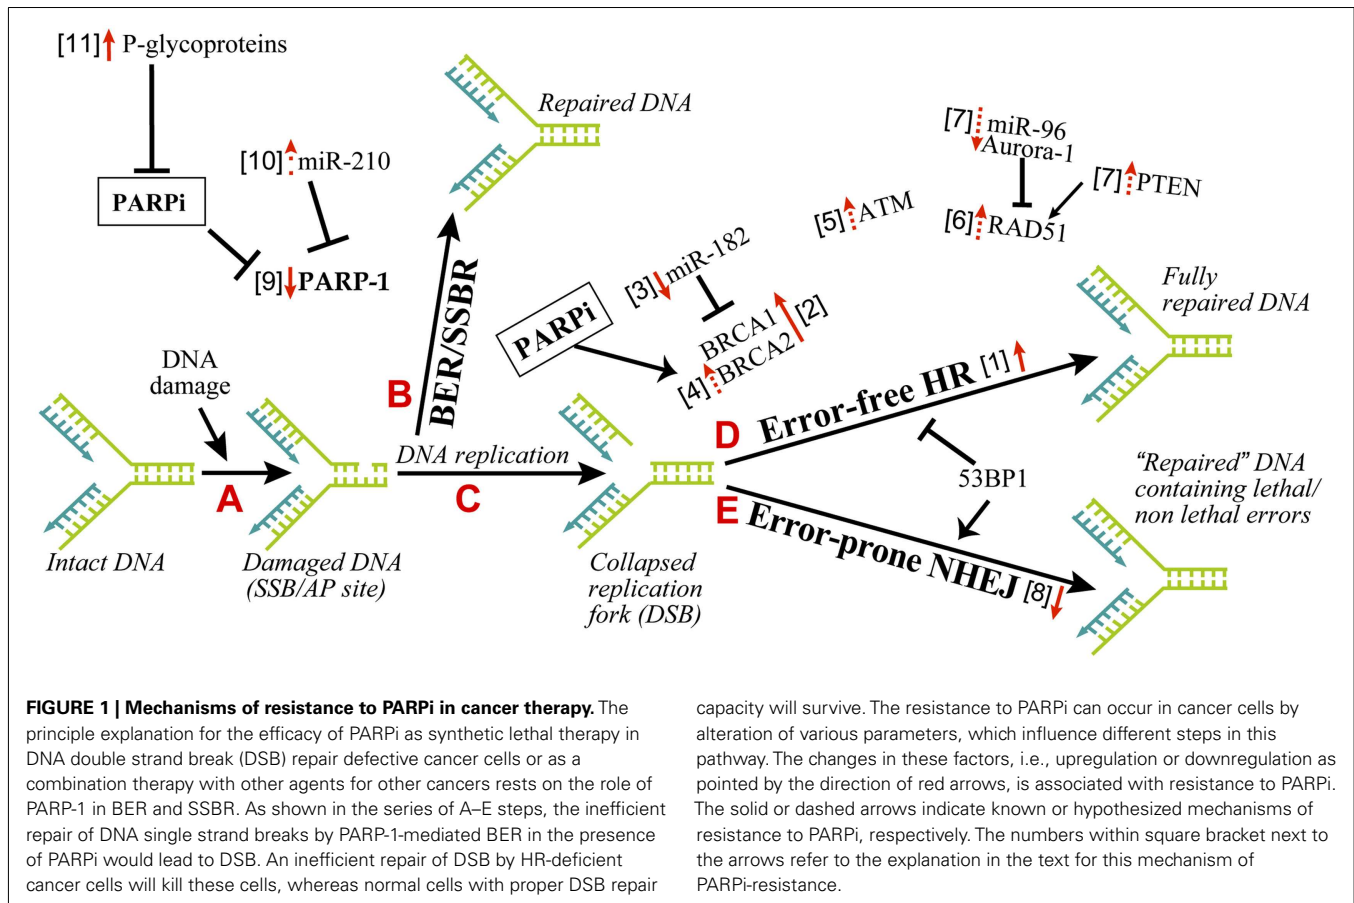 [11] P-glycoproteins
PARPi
[10] miR-210
[9] PARP-1
Repaired DNA
BER/SSBR
B
DNA
damage
A
Intact DNA
Damaged DNA
(SSB/AP site)
DNA replication
C
Collapsed
replication
fork (DSB)
PARPi
[3] miR-182
BRCA1
[4] BRCA2 [2]
[5] ATM
[7] miR-96
Aurora-1
[7] PTEN
[6] RAD51
D
Error-free HR [1]
Fully
repaired DNA
53BP1
E
Error-prone NHEJ [8]
“Repaired” DNA
containing lethal/
non lethal errors
FIGURE 1 | Mechanisms of resistance to PARPi in cancer therapy. The
principle explanation for the efficacy of PARPi as synthetic lethal therapy in
DNA double strand break (DSB) repair defective cancer cells or as a
combination therapy with other agents for other cancers rests on the role of
PARP-1 in BER and SSBR. As shown in the series of A–E steps, the inefficient
repair of DNA single strand breaks by PARP-1-mediated BER in the presence
of PARPi would lead to DSB. An inefficient repair of DSB by HR-deficient
cancer cells will kill these cells, whereas normal cells with proper DSB repair
capacity will survive. The resistance to PARPi can occur in cancer cells by
alteration of various parameters, which influence different steps in this
pathway. The changes in these factors, i.e., upregulation or downregulation as
pointed by the direction of red arrows, is associated with resistance to PARPi.
The solid or dashed arrows indicate known or hypothesized mechanisms of
resistance to PARPi, respectively. The numbers within square bracket next to
the arrows refer to the explanation in the text for this mechanism of
PARPi-resistance.